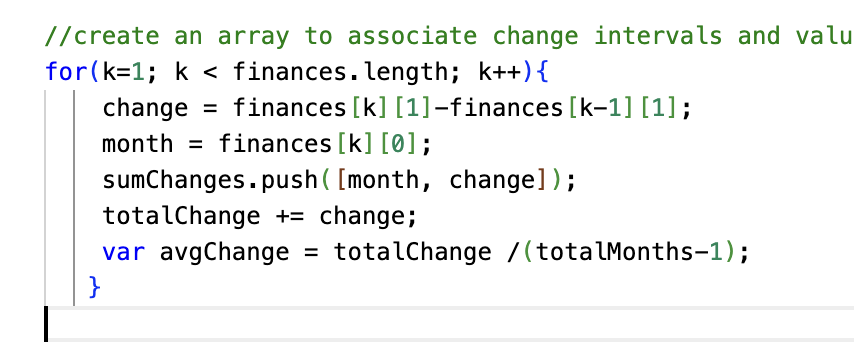 //create an array to associate change intervals and valu
for(k=1; k < finances.length; k++){
change = finances[k][1]-finances[k-1][1];
month = finances[k][0];
sumChanges.push([month, change]);
totalChange += change;
var avgChange = totalChange /(totalMonths-1);
}